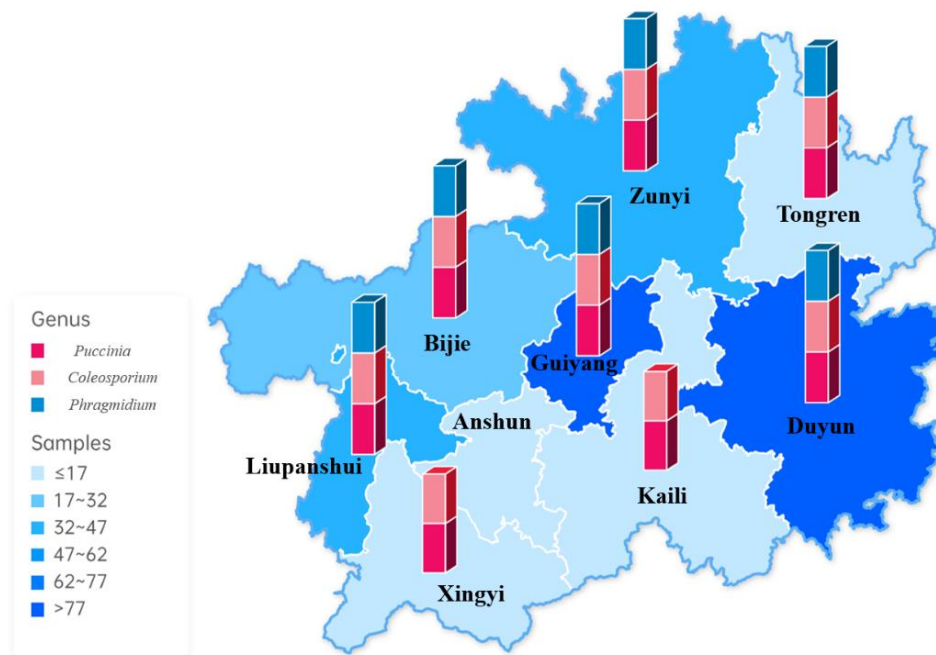 Zunyi
Tongren
Bijie
Guiyang
Duyun
Anshun
Liupanshui
Kaili
Xingyi
Genus
Puccinia
Coleosporium
Phragmidium
Samples
≤17
17~32
32~47
47~62
62~77
>77